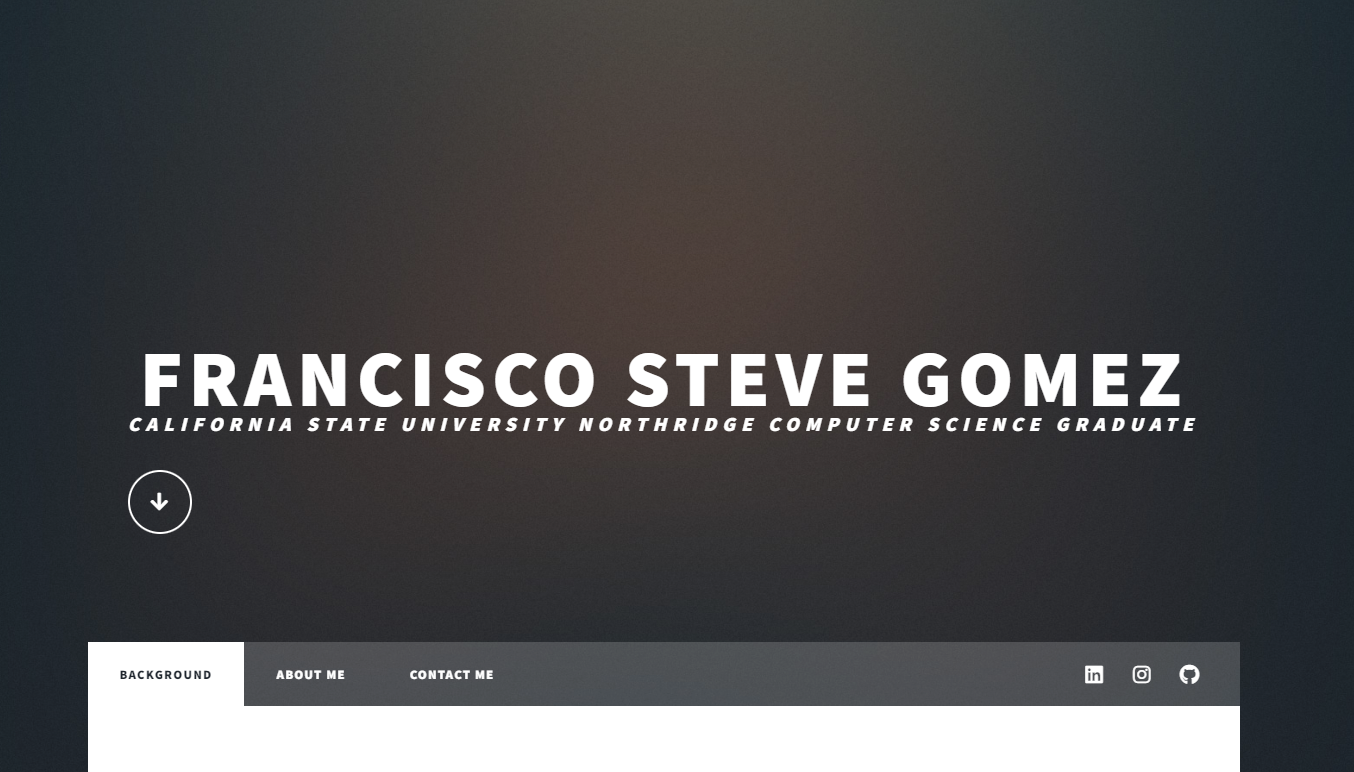 FRANCISCO STEVE GOMEZ
CALIFORNIA STATE UNIVERSITY NORTHRIDGE COMPUTER SCIENCE GRADUATE
BACKGROUND ABOUT ME CONTACT ME